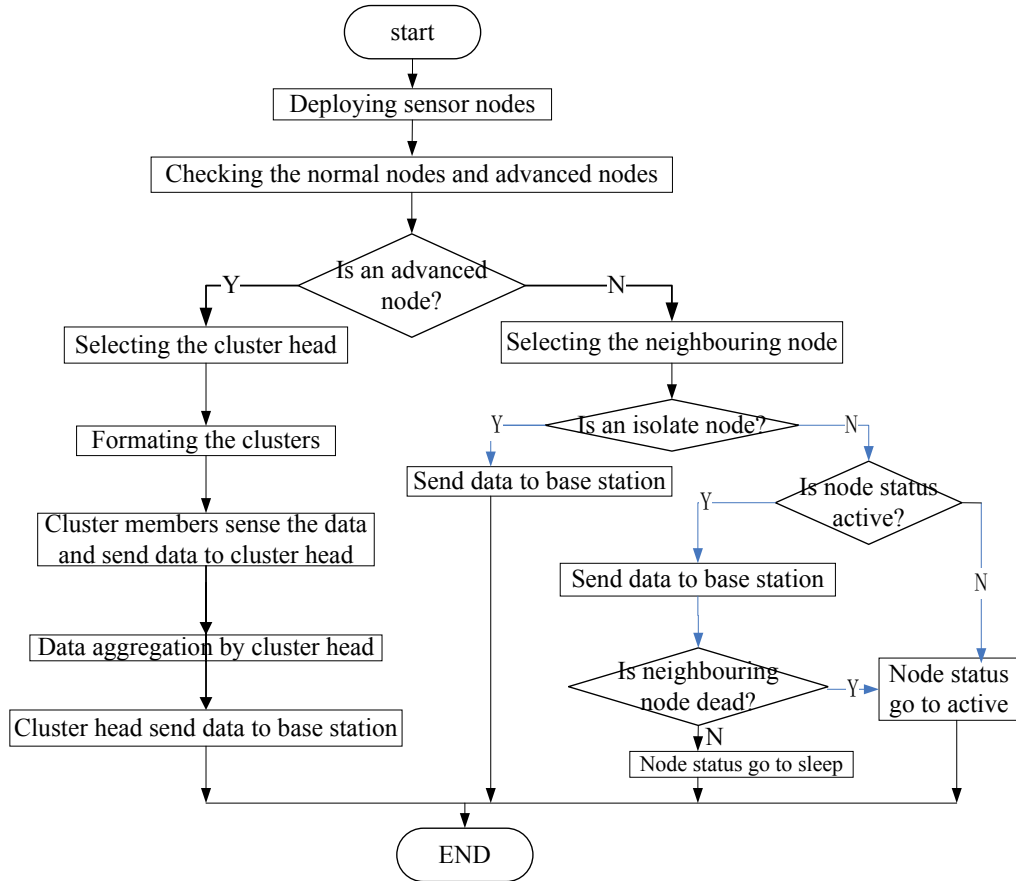 start
Deploying sensor nodes
Checking the normal nodes and advanced nodes
Is an advanced
node?
Y
N
Selecting the cluster head
Selecting the neighbouring node
Formating the clusters
Is an isolate node?
Y
N
Send data to base station
Is node status
active?
Y
N
Cluster members sense the data
and send data to cluster head
Send data to base station
Data aggregation by cluster head
Is neighbouring
node dead?
Y
N
Node status
go to active
Cluster head send data to base station
Node status go to sleep
END